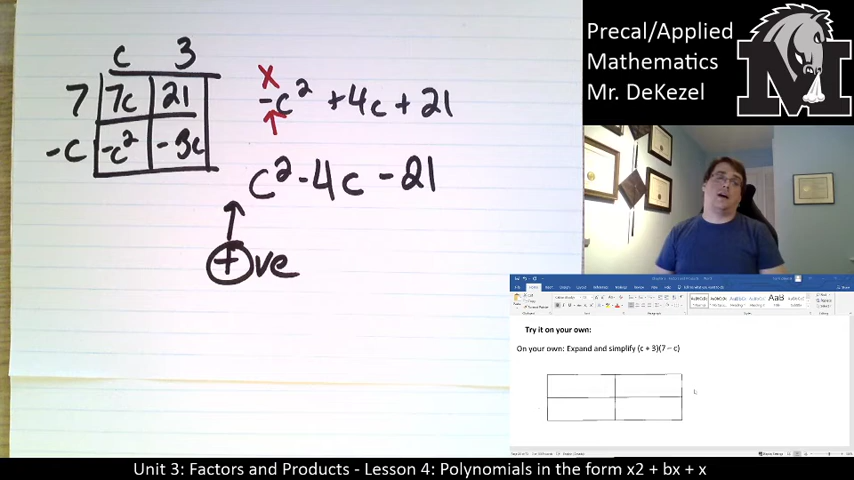 Precal/Applied
Mathematics
Mr. DeKezel
M
c 3
7 7c 21
-c -c² -3c
x
-c² +4c + 21
c² - 4c - 21
+ve
Try it on your own:
On your own: Expand and simplify (c + 3)(7 – c)
Unit 3: Factors and Products - Lesson 4: Polynomials in the form x2 + bx + x